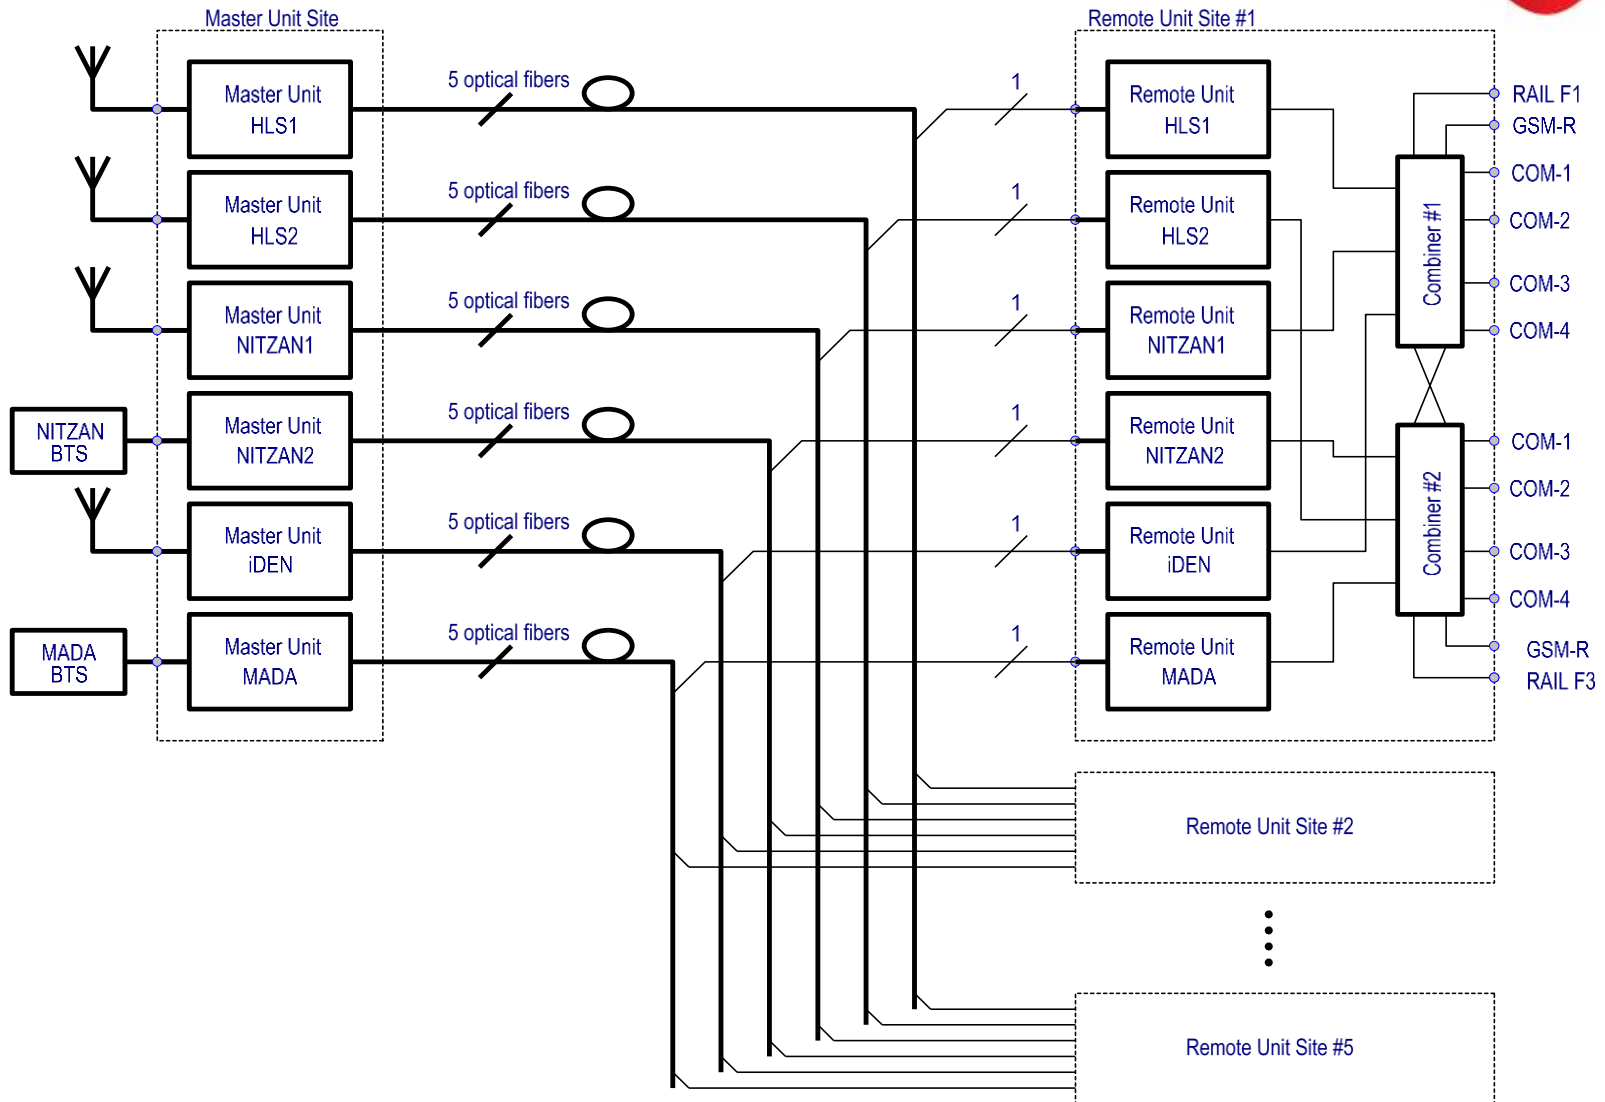 Master Unit Site
Remote Unit Site #1
Master Unit
HLS1
5 optical fibers
1
Remote Unit
HLS1
RAIL F1
GSM-R
COM-1
Master Unit
HLS2
5 optical fibers
1
Remote Unit
HLS2
Combiner #1
COM-2
COM-3
COM-4
Master Unit
NITZAN1
5 optical fibers
1
Remote Unit
NITZAN1
NITZAN
BTS
Master Unit
NITZAN2
5 optical fibers
1
Remote Unit
NITZAN2
COM-1
COM-2
Combiner #2
Master Unit
iDEN
5 optical fibers
1
Remote Unit
iDEN
COM-3
COM-4
MADA
BTS
Master Unit
MADA
5 optical fibers
1
Remote Unit
MADA
GSM-R
RAIL F3
Remote Unit Site #2
Remote Unit Site #5